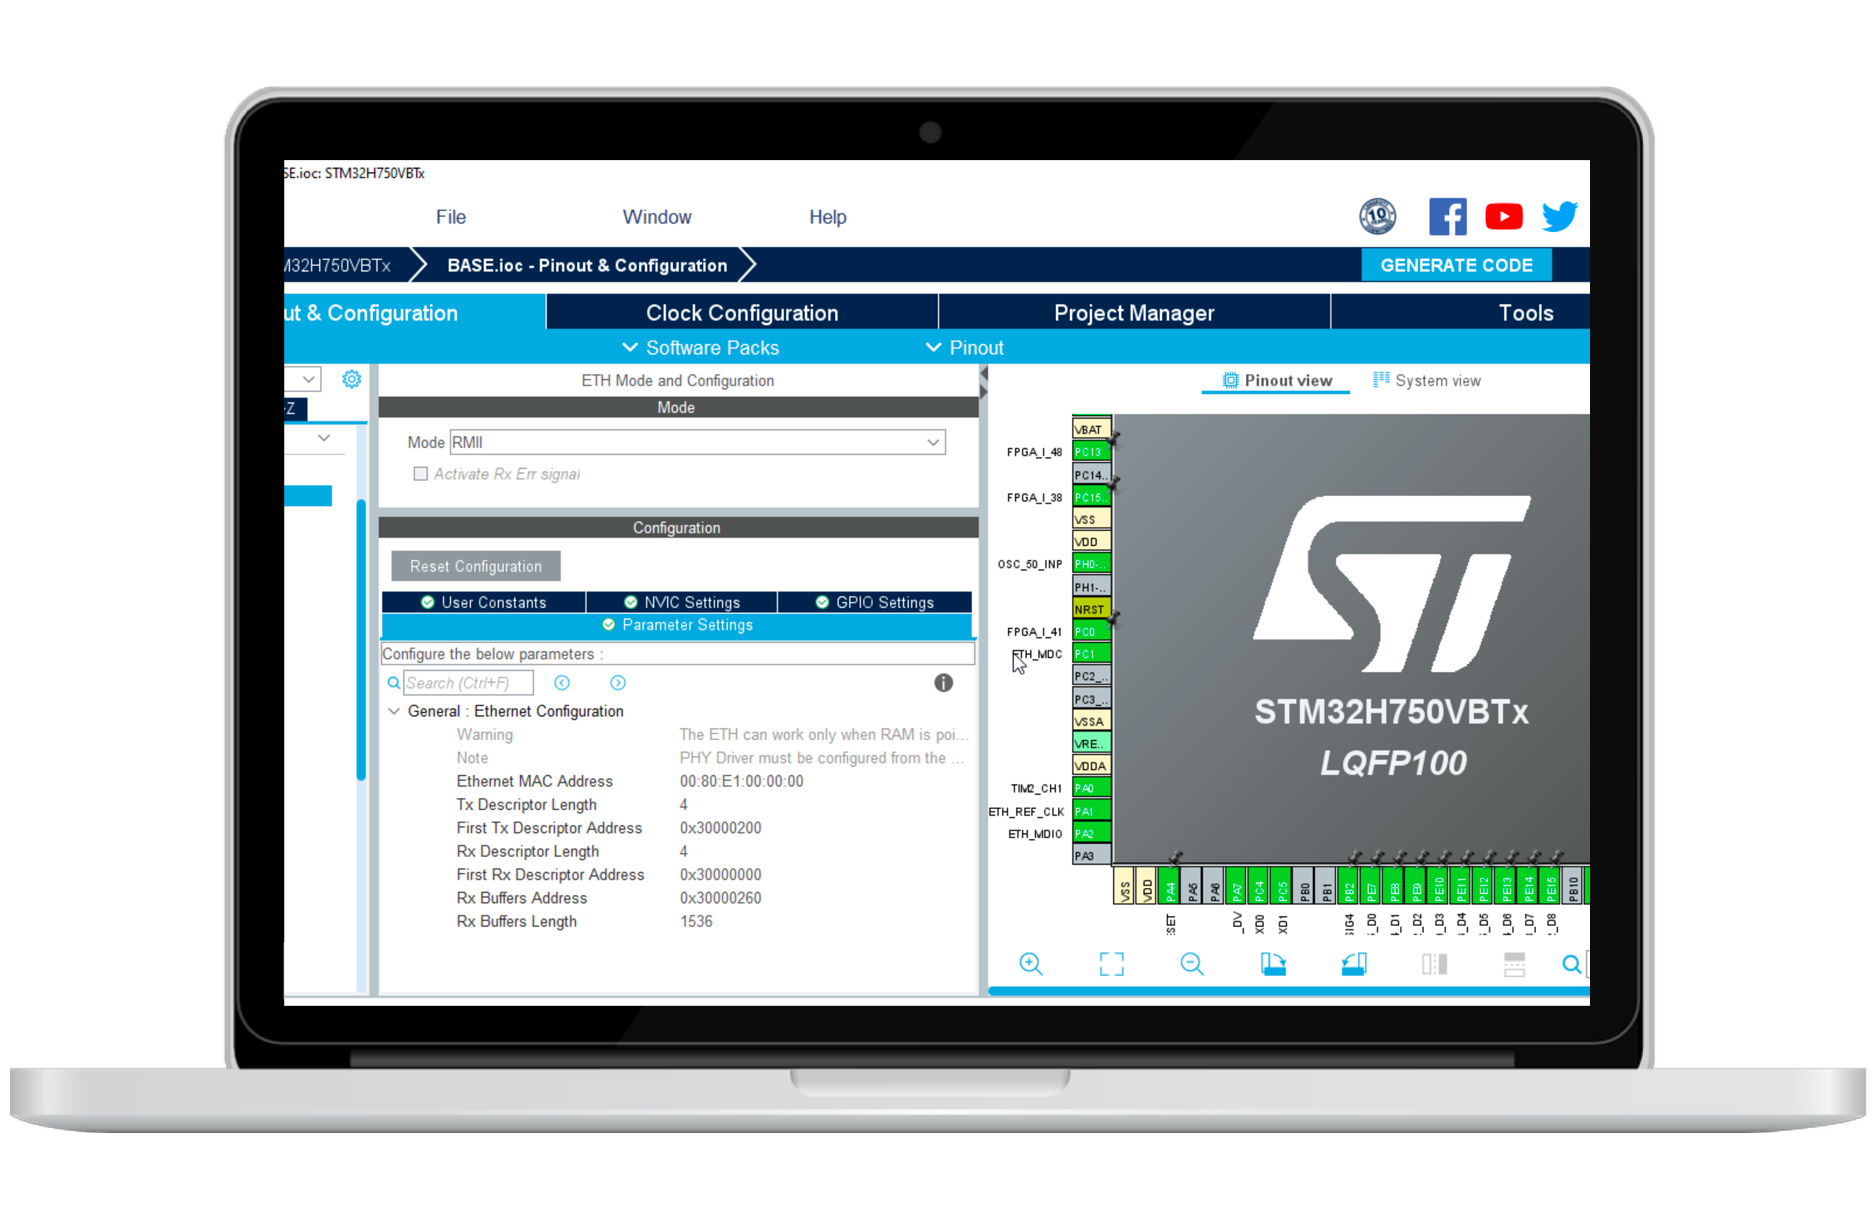 SE.ioc: STM32H750VBTx
File Window Help
10
M32H750VBTx BASE.ioc - Pinout & Configuration GENERATE CODE
ut & Configuration Clock Configuration Project Manager Tools
Software Packs Pinout
ETH Mode and Configuration
Mode
Mode RMII
Activate Rx Err signal
Configuration
Reset Configuration
User Constants NVIC Settings GPIO Settings
Parameter Settings
Configure the below parameters :
Search (Ctrl+F)
General : Ethernet Configuration
Warning The ETH can work only when RAM is poi...
Note PHY Driver must be configured from the ...
Ethernet MAC Address 00:80:E1:00:00:00
Tx Descriptor Length 4
First Tx Descriptor Address 0x30000200
Rx Descriptor Length 4
First Rx Descriptor Address 0x30000000
Rx Buffers Address 0x30000260
Rx Buffers Length 1536
-Z
Pinout view System view
VBAT
FPGA_I_48 PC13
PC14..
FPGA_I_38 PC15..
VSS
VDD
OSC_50_INP PH0-..
PH1-..
NRST
FPGA_I_41 PC0
ETH_MDC PC1
PC2_..
PC3_..
VSSA
VRE..
VDDA
TIM2_CH1 PA0
ETH_REF_CLK PA1
ETH_MDIO PA2
PA3
ST
STM32H750VBTx
LQFP100
VSS VDD PA4 PA5 PA6 PA7 PC4 PC5 PB0 PB1 PB2 PE7 PE8 PE9 PE10 PE11 PE12 PE13 PE14 PE15 PB10
SET _DV XD0 XD1 SIG4 _D0 _D1 _D2 _D3 _D4 _D5 _D6 _D7 _D8